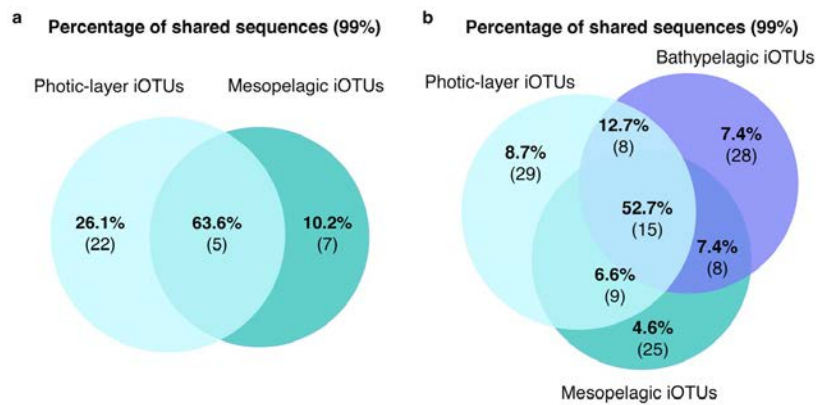 a
Percentage of shared sequences (99%)
Photic-layer iOTUs
Mesopelagic iOTUs
26.1%
(22)
63.6%
(5)
10.2%
(7)
b
Percentage of shared sequences (99%)
Bathypelagic iOTUs
Photic-layer iOTUs
12.7%
(8)
7.4%
(28)
8.7%
(29)
52.7%
(15)
7.4%
(8)
6.6%
(9)
4.6%
(25)
Mesopelagic iOTUs